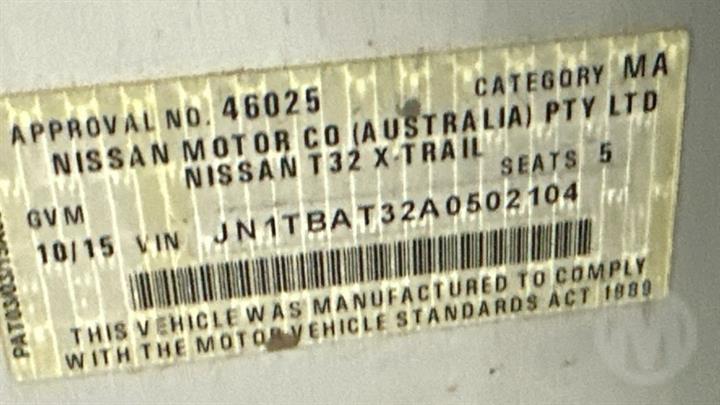 APPROVAL NO. 46025 CATEGORY MA
NISSAN MOTOR CO (AUSTRALIA) PTY LTD
NISSAN T32 X-TRAIL
SEATS 5
GVM
10/15 VIN JN1TBAT32A0502104
THIS VEHICLE WAS MANUFACTURED TO COMPLY
WITH THE MOTOR VEHICLE STANDARDS ACT 1989
M